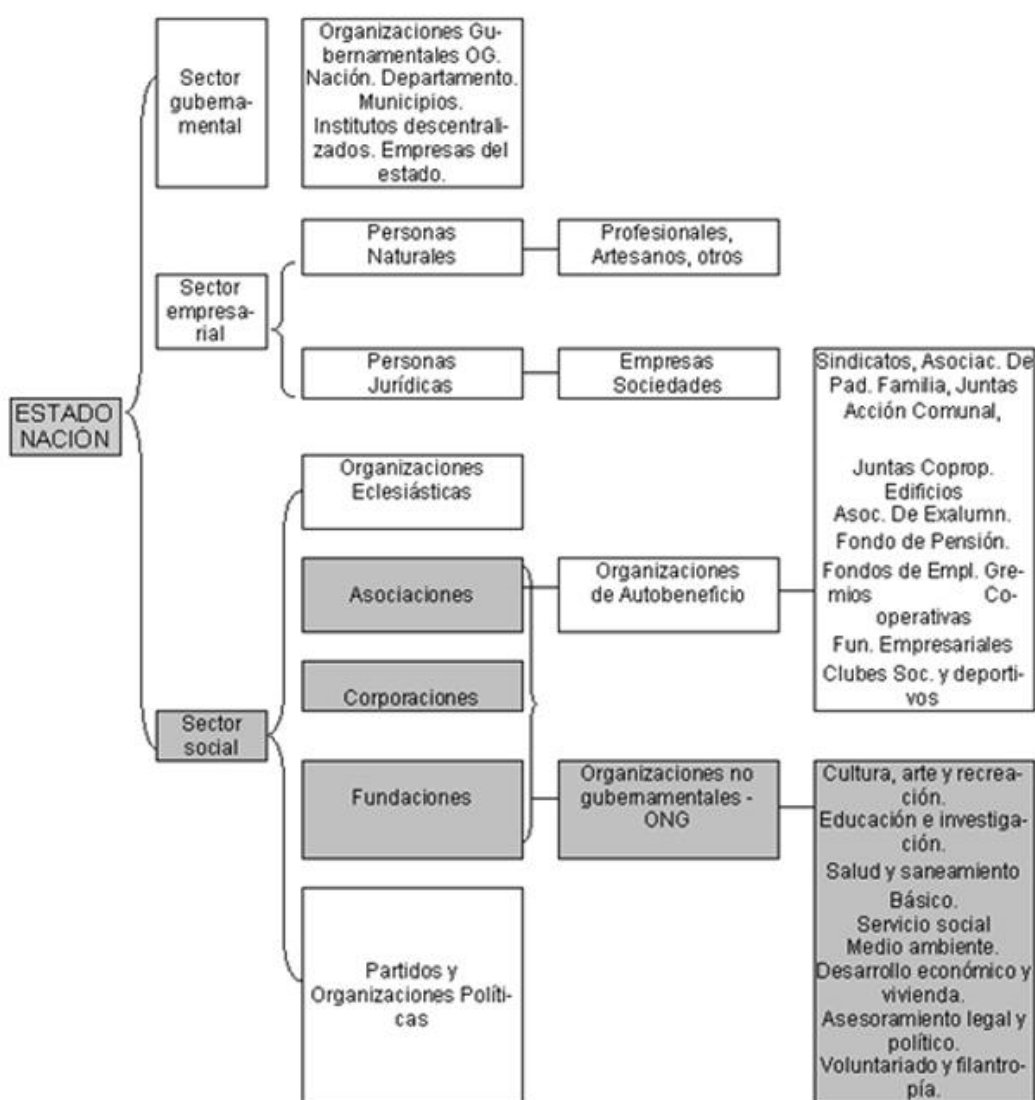 Organizaciones Gu-
bernamentales OG.
Nación. Departamento.
Municipios.
Institutos descentrali-
zados. Empresas del
estado.
Sector
guberna-
mental
Personas
Naturales
Profesionales,
Artesanos, otros
Sector
empresa-
rial
Personas
Jurídicas
Empresas
Sociedades
Sindicatos, Asociac. De
Pad. Familia, Juntas
Acción Comunal,
Juntas Coprop.
Edificios
Asoc. De Exalumn.
Fondo de Pensión.
Fondos de Empl. Gre-
mios Co-
operativas
Fun. Empresariales
Clubes Soc. y deporti-
vos
ESTADO
NACIÓN
Organizaciones
Eclesiásticas
Asociaciones
Organizaciones
de Autobeneficio
Corporaciones
Sector
social
Fundaciones
Organizaciones no
gubernamentales -
ONG
Cultura, arte y recrea-
ción.
Educación e investiga-
ción.
Salud y saneamiento
Básico.
Servicio social
Medio ambiente.
Desarrollo económico y
vivienda.
Asesoramiento legal y
político.
Voluntariado y filantro-
pía.
Partidos y
Organizaciones Políti-
cas